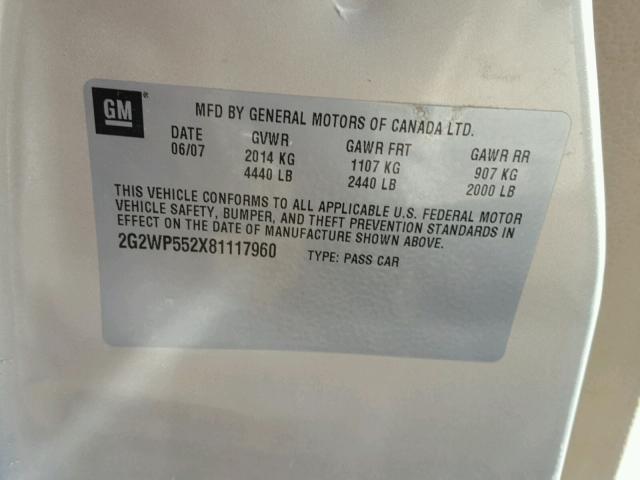 GM®
MFD BY GENERAL MOTORS OF CANADA LTD.
DATE GVWR GAWR FRT GAWR RR
06/07 2014 KG 1107 KG 907 KG
4440 LB 2440 LB 2000 LB
THIS VEHICLE CONFORMS TO ALL APPLICABLE U.S. FEDERAL MOTOR
VEHICLE SAFETY, BUMPER, AND THEFT PREVENTION STANDARDS IN
EFFECT ON THE DATE OF MANUFACTURE SHOWN ABOVE.
2G2WP552X81117960 TYPE: PASS CAR